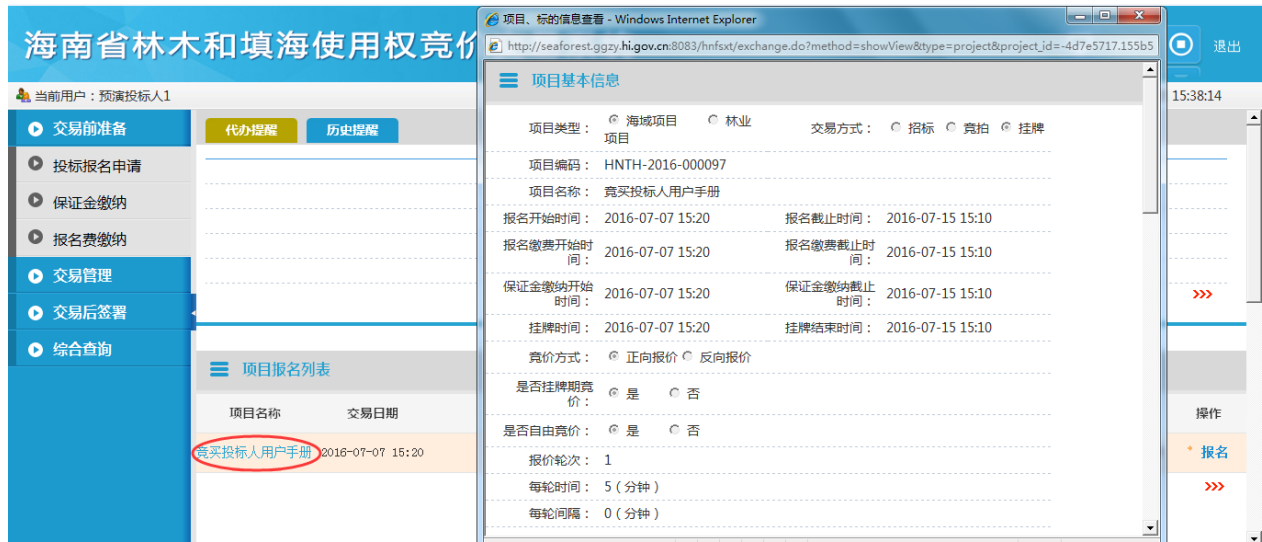 海南省林木和填海使用权竞价
退出
当前用户：预演投标人1
15:38:14
交易前准备
投标报名申请
保证金缴纳
报名费缴纳
交易管理
交易后签署
综合查询
代办提醒
历史提醒
>>>
项目报名列表
项目名称
交易日期
操作
竞买投标人用户手册
2016-07-07 15:20
* 报名
>>>
项目、标的信息查看 - Windows Internet Explorer
http://seaforest.ggzy.hi.gov.cn:8083/hnfsxt/exchange.do?method=showView&type=project&project_id=-4d7e5717.155b5
项目基本信息
项目类型： 海域项目 林业
项目
交易方式： 招标 竞拍 挂牌
项目编码： HNTH-2016-000097
项目名称： 竞买投标人用户手册
报名开始时间： 2016-07-07 15:20 报名截止时间： 2016-07-15 15:10
报名缴费开始时
间： 2016-07-07 15:20
报名缴费截止时
间： 2016-07-15 15:10
保证金缴纳开始
时间： 2016-07-07 15:20
保证金缴纳截止
时间： 2016-07-15 15:10
挂牌时间： 2016-07-07 15:20 挂牌结束时间： 2016-07-15 15:10
竞价方式： 正向报价 反向报价
是否挂牌期竞
价： 是 否
是否自由竞价： 是 否
报价轮次： 1
每轮时间： 5 ( 分钟 )
每轮间隔： 0 ( 分钟 )